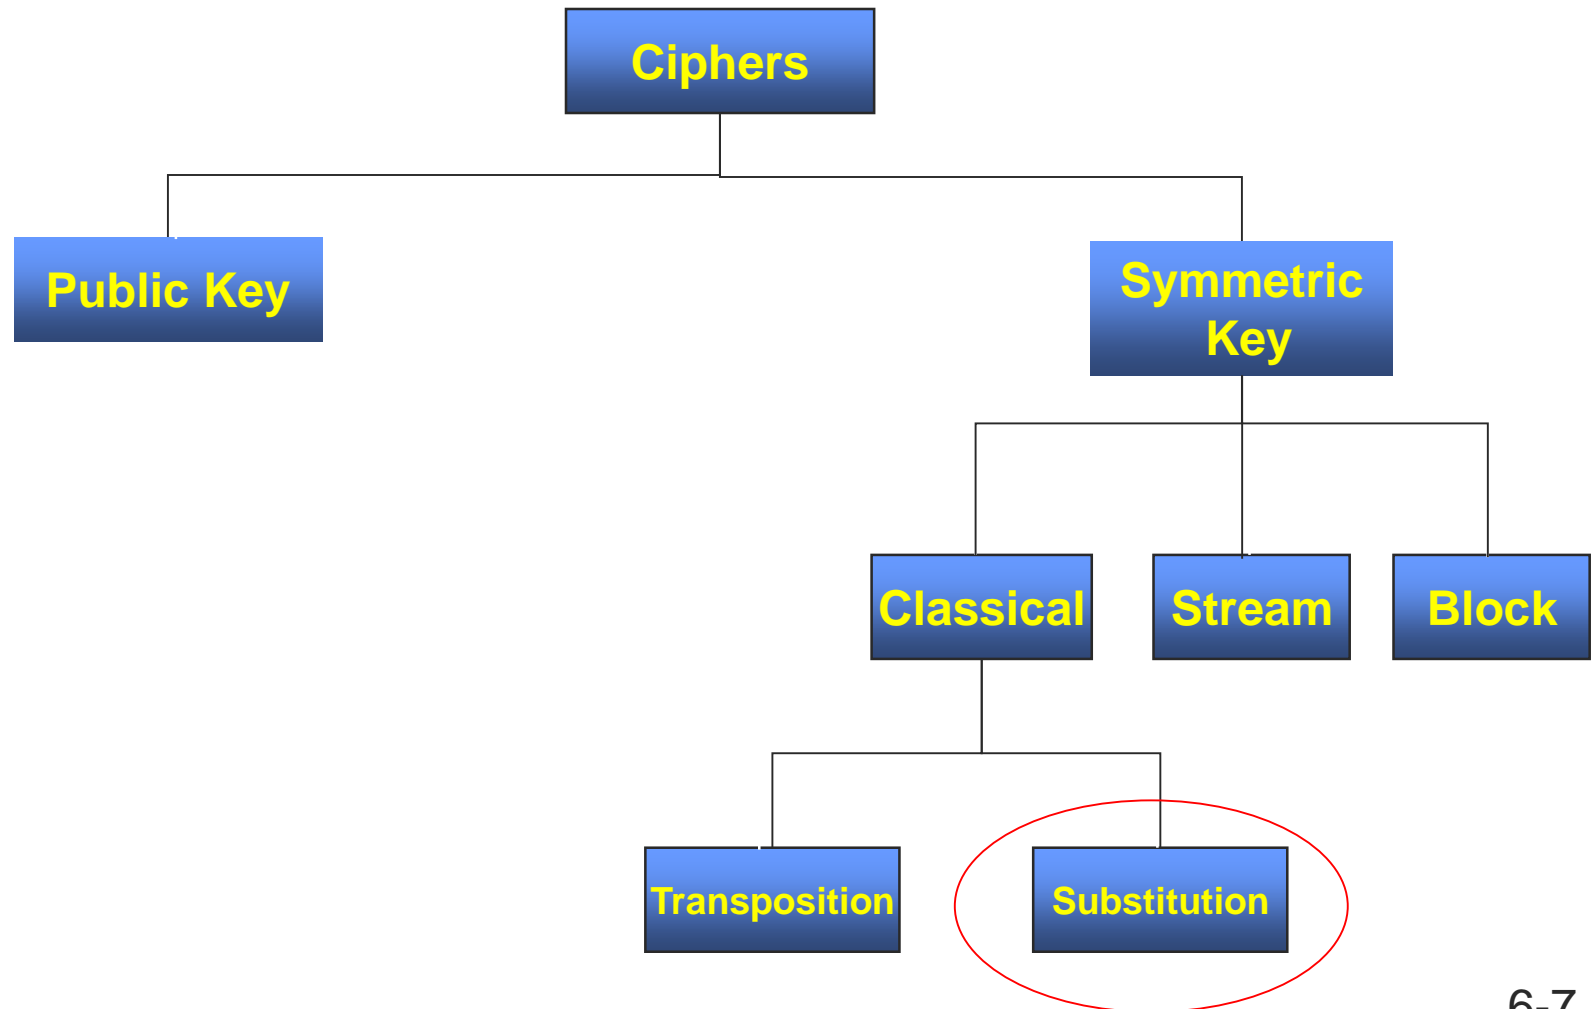 Ciphers
Public Key
Symmetric
Key
Classical
Stream
Block
Transposition
Substitution
6-7